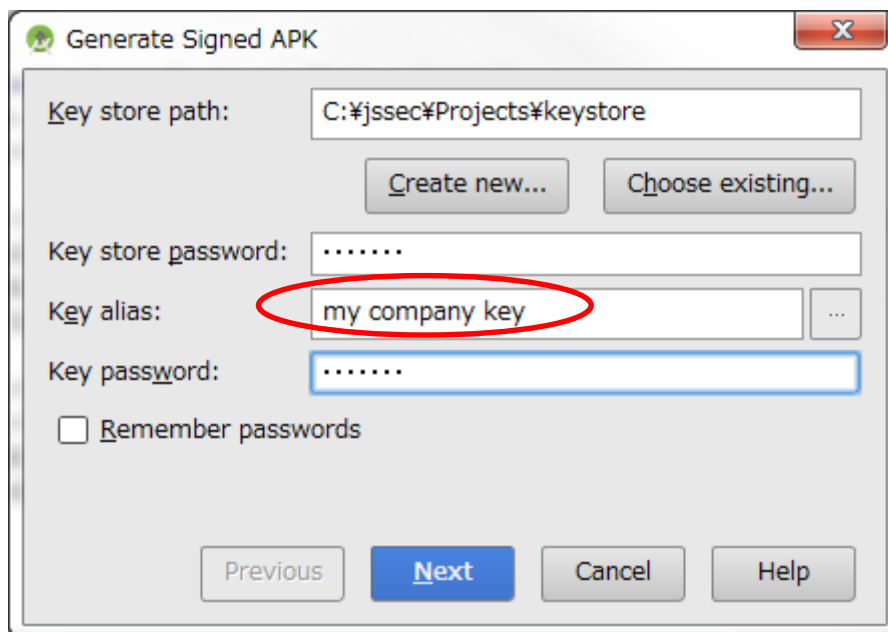 Generate Signed APK
Key store path: C:¥jssec¥Projects¥keystore
Create new... Choose existing...
Key store password: ·······
Key alias: my company key ...
Key password: ·······
Remember passwords
Previous Next Cancel Help